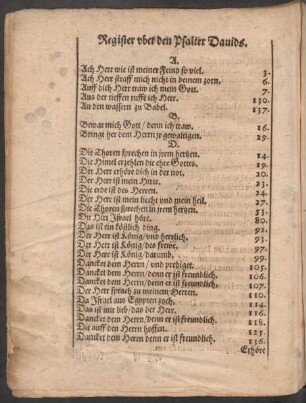 Register vber den Psalter Dauids.
A.
Ach Herr wie ist meiner Feind so viel. 3.
Ach Herr straff mich nicht in deinem zorn. 6.
Auff dich Herr traw ich mein Gott. 7.
Aus der tieffen ruffe ich Herr. 130.
An den wassern zu Babel. 137.
B.
Bewar mich Gott / denn ich traw. 16.
Bringt her dem Herrn jr gewaltigen. 29.
D.
Die Thoren sprechen in jrem hertzen. 14.
Die Himel erzehlen die ehre Gottes. 19.
Der Herr erhöre dich in der not. 20.
Der Herr ist mein Hirte. 23.
Die erde ist des Herren. 24.
Der Herr ist mein liecht vnd mein heil. 27.
Die Thoren sprechen in jrem hertzen. 53.
Du Hirt Israel höre. 80.
Das ist ein köstlich ding. 92.
Der Herr ist König / vnd herrlich. 93.
Der Herr ist König / des frewe. 97.
Der Herr ist König / darumb. 99.
Dancket dem Herrn / vnd prediget. 105.
Dancket dem Herrn / denn er ist freundlich. 106.
Dancket dem Herrn / denn er ist freundlich. 107.
Der Herr sprach zu meinem Herren. 110.
Da Israel aus Egypten zoch. 114.
Das ist mir lieb / das der Herr. 116.
Dancket dem Herrn / denn er ist freundlich. 118.
Die auff den Herrn hoffen. 125.
Dancket dem Herrn denn er ist freundlich. 136.
Erhöre